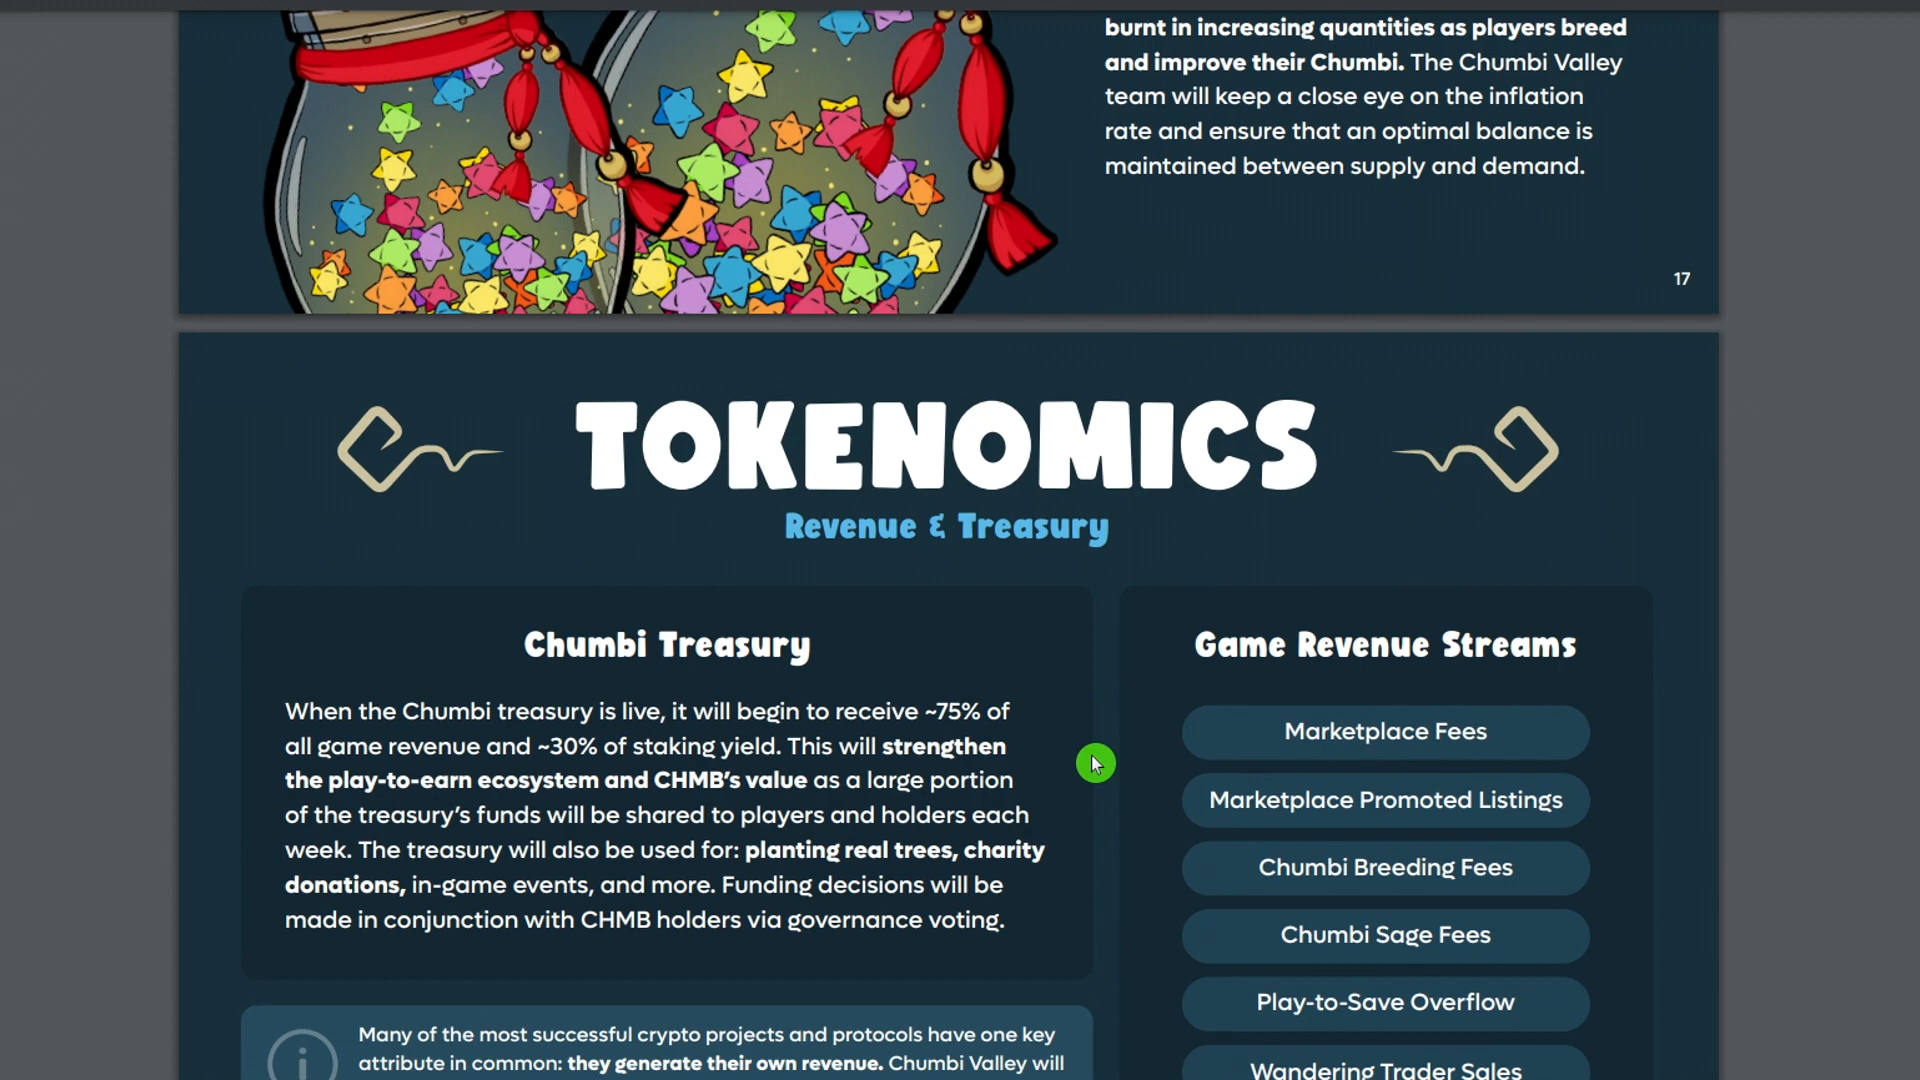 burnt in increasing quantities as players breed
and improve their Chumbi. The Chumbi Valley
team will keep a close eye on the inflation
rate and ensure that an optimal balance is
maintained between supply and demand.
17
TOKENOMICS
Revenue & Treasury
Chumbi Treasury
When the Chumbi treasury is live, it will begin to receive ~75% of
all game revenue and ~30% of staking yield. This will strengthen
the play-to-earn ecosystem and CHMB’s value as a large portion
of the treasury’s funds will be shared to players and holders each
week. The treasury will also be used for: planting real trees, charity
donations, in-game events, and more. Funding decisions will be
made in conjunction with CHMB holders via governance voting.
Many of the most successful crypto projects and protocols have one key
attribute in common: they generate their own revenue. Chumbi Valley will
Game Revenue Streams
Marketplace Fees
Marketplace Promoted Listings
Chumbi Breeding Fees
Chumbi Sage Fees
Play-to-Save Overflow
Wandering Trader Sales